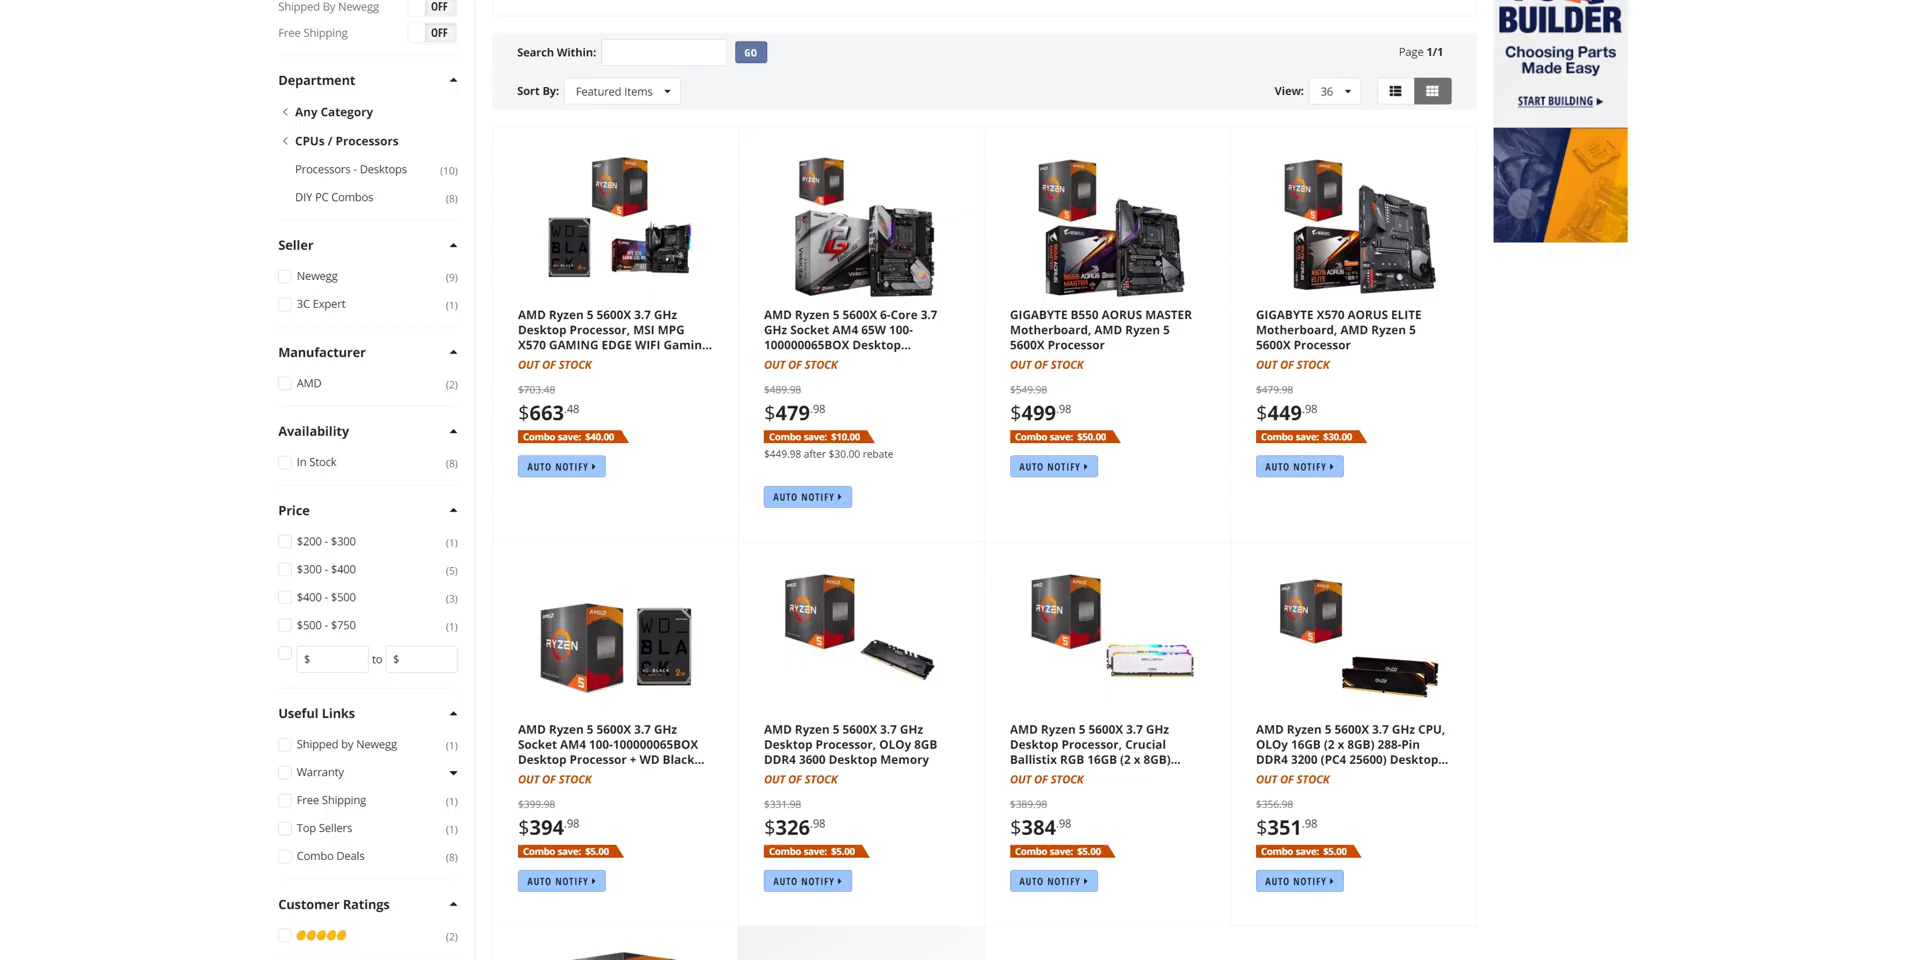 Shipped By Newegg OFF
Free Shipping OFF
Department
Any Category
CPUs / Processors
Processors - Desktops (10)
DIY PC Combos (8)
Seller
Newegg (9)
3C Expert (1)
Manufacturer
AMD (2)
Availability
In Stock (8)
Price
$200 - $300 (1)
$300 - $400 (5)
$400 - $500 (3)
$500 - $750 (1)
$ to $
Useful Links
Shipped by Newegg (1)
Warranty
Free Shipping (1)
Top Sellers (1)
Combo Deals (8)
Customer Ratings
(2)
Search Within: GO Page 1/1
Sort By: Featured Items View: 36
AMD Ryzen 5 5600X 3.7 GHz
Desktop Processor, MSI MPG
X570 GAMING EDGE WIFI Gamin...
OUT OF STOCK
$703.48
$663.48
Combo save: $40.00
AUTO NOTIFY
AMD Ryzen 5 5600X 6-Core 3.7
GHz Socket AM4 65W 100-
100000065BOX Desktop...
OUT OF STOCK
$489.98
$479.98
Combo save: $10.00
$449.98 after $30.00 rebate
AUTO NOTIFY
GIGABYTE B550 AORUS MASTER
Motherboard, AMD Ryzen 5
5600X Processor
OUT OF STOCK
$549.98
$499.98
Combo save: $50.00
AUTO NOTIFY
GIGABYTE X570 AORUS ELITE
Motherboard, AMD Ryzen 5
5600X Processor
OUT OF STOCK
$479.98
$449.98
Combo save: $30.00
AUTO NOTIFY
AMD Ryzen 5 5600X 3.7 GHz
Socket AM4 100-100000065BOX
Desktop Processor + WD Black...
OUT OF STOCK
$399.98
$394.98
Combo save: $5.00
AUTO NOTIFY
AMD Ryzen 5 5600X 3.7 GHz
Desktop Processor, OLOy 8GB
DDR4 3600 Desktop Memory
OUT OF STOCK
$331.98
$326.98
Combo save: $5.00
AUTO NOTIFY
AMD Ryzen 5 5600X 3.7 GHz
Desktop Processor, Crucial
Ballistix RGB 16GB (2 x 8GB)...
OUT OF STOCK
$389.98
$384.98
Combo save: $5.00
AUTO NOTIFY
AMD Ryzen 5 5600X 3.7 GHz CPU,
OLOy 16GB (2 x 8GB) 288-Pin
DDR4 3200 (PC4 25600) Desktop...
OUT OF STOCK
$356.98
$351.98
Combo save: $5.00
AUTO NOTIFY
BUILDER
Choosing Parts
Made Easy
START BUILDING